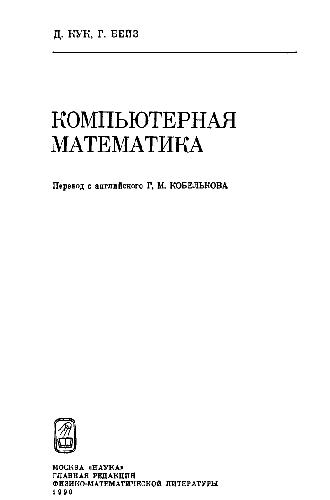 Д. КУК, Г. БЕЙЗ
КОМПЬЮТЕРНАЯ
МАТЕМАТИКА
Перевод с английского Г. М. КОБЕЛЬКОВА
МОСКВА «НАУКА»
ГЛАВНАЯ РЕДАКЦИЯ
ФИЗИКО-МАТЕМАТИЧЕСКОЙ ЛИТЕРАТУРЫ
1990